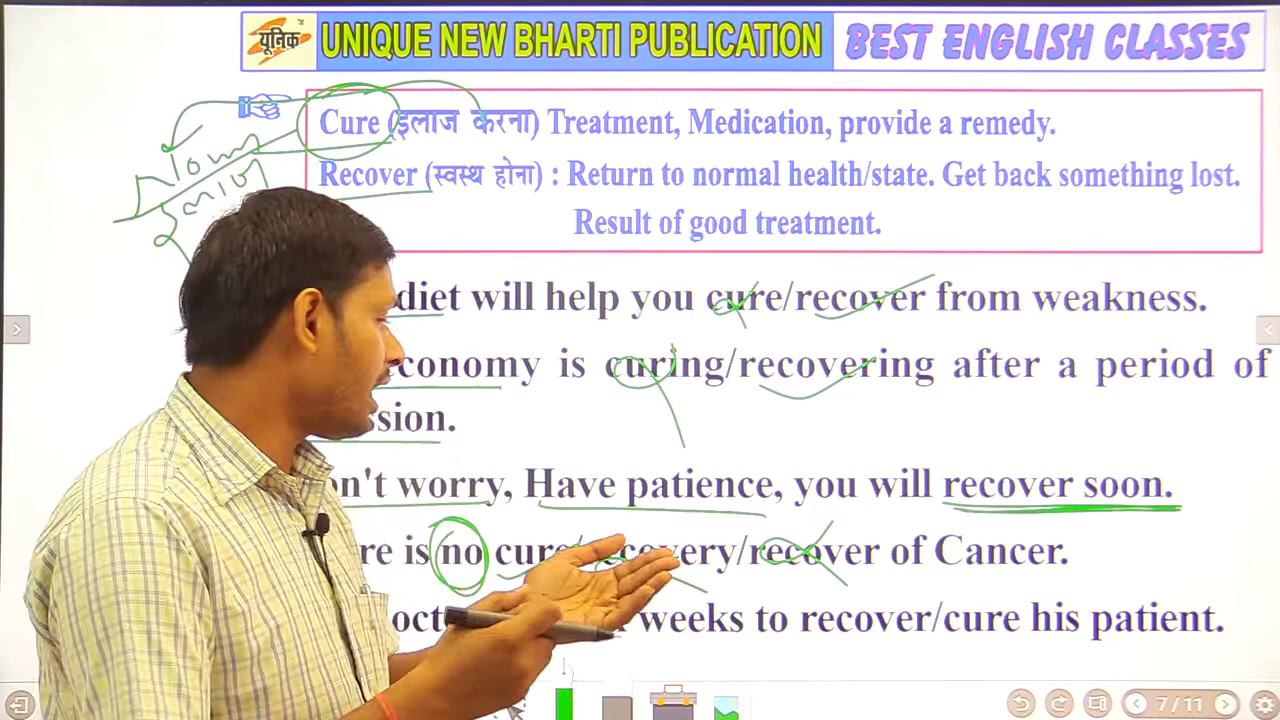 यूनिक UNIQUE NEW BHARTI PUBLICATION BEST ENGLISH CLASSES
Cure (इलाज करना) Treatment, Medication, provide a remedy.
Recover (स्वस्थ होना) : Return to normal health/state. Get back something lost.
Result of good treatment.
diet will help you cure/recover from weakness.
economy is curing/recovering after a period of
ssion.
on't worry, Have patience, you will recover soon.
re is no cure/recovery/recover of Cancer.
weeks to recover/cure his patient.
7/11